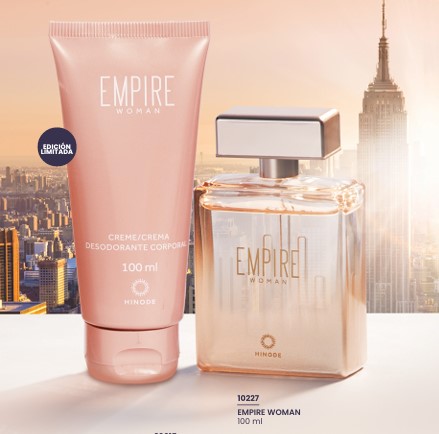 EMPIRE
WOMAN
EDICIÓN
LIMITADA
CREME/CREMA
DESODORANTE CORPORAL
100 ml
HINODE
EMPIRE
WOMAN
HINODE
10227
EMPIRE WOMAN
100 ml